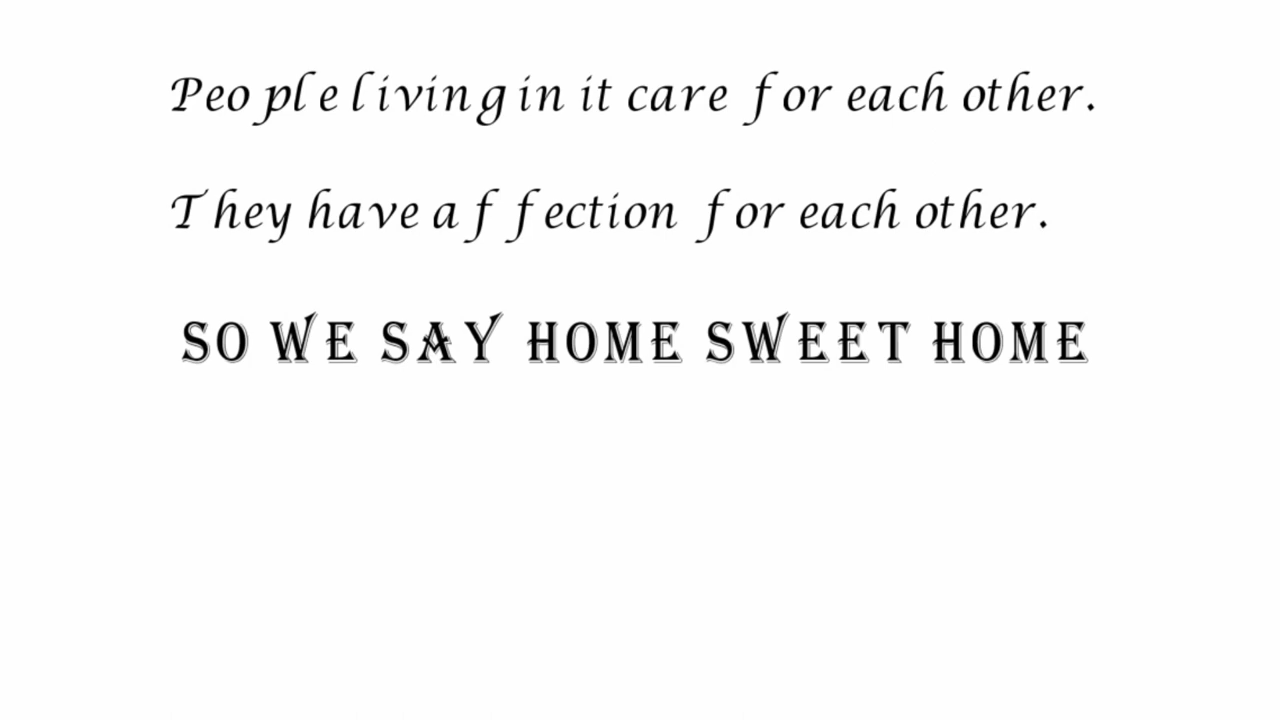 People living in it care for each other.
They have affection for each other.
SO WE SAY HOME SWEET HOME